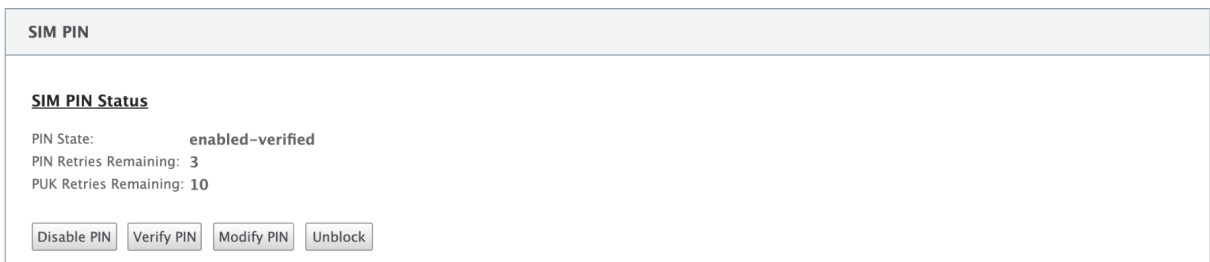 SIM PIN
SIM PIN Status
PIN State: enabled-verified
PIN Retries Remaining: 3
PUK Retries Remaining: 10
Disable PIN Verify PIN Modify PIN Unblock